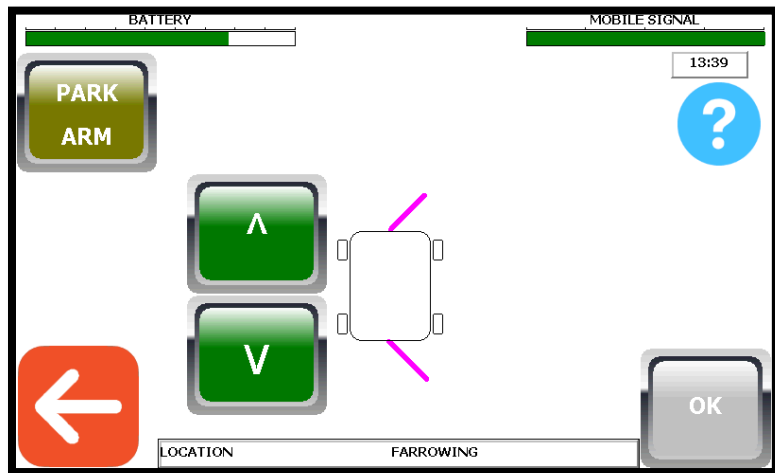 BATTERY
MOBILE SIGNAL
13:39
PARK
ARM
?
Λ
V
OK
LOCATION FARROWING